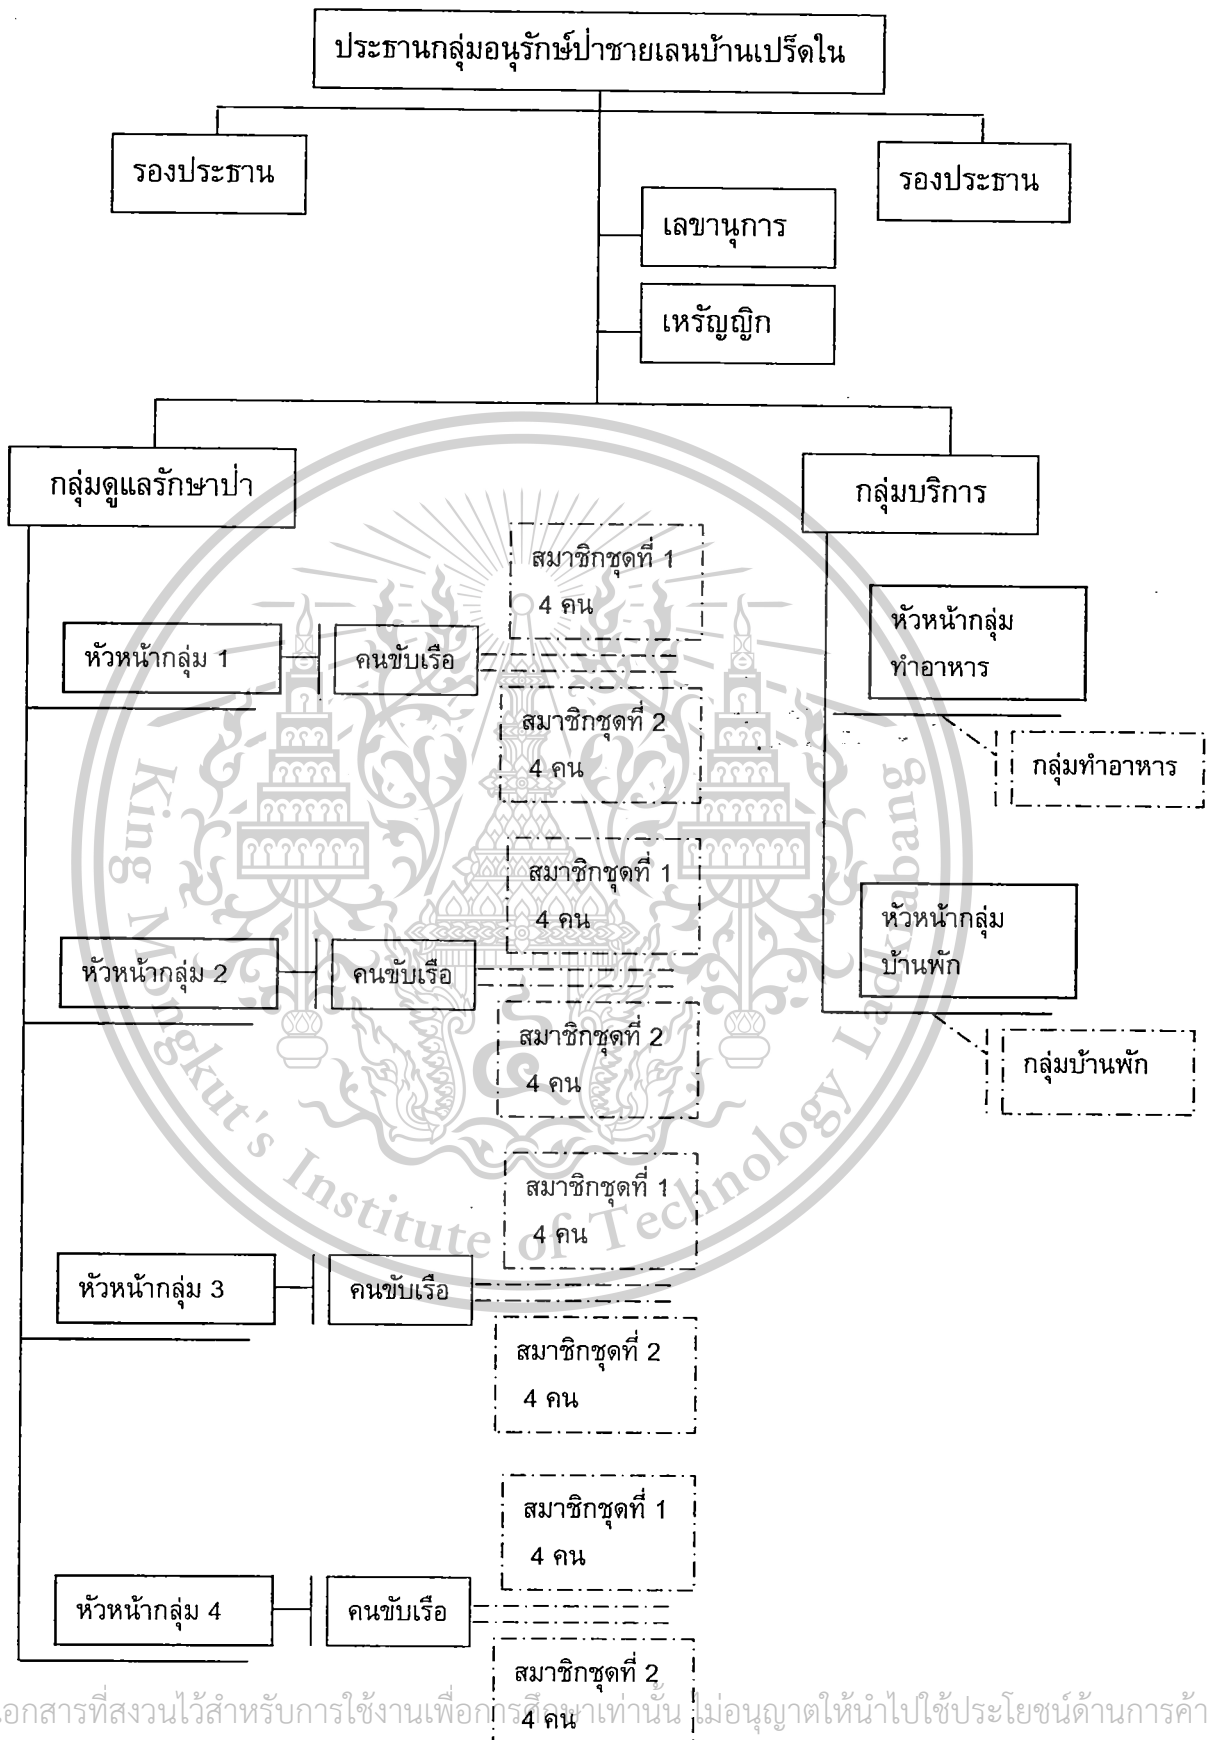 ประธานกลุ่มอนุรักษ์ป่าชายเลนบ้านเปร็ดใน
รองประธาน
รองประธาน
เลขานุการ
เหรัญญิก
กลุ่มดูแลรักษาป่า
กลุ่มบริการ
สมาชิกชุดที่ 1
4 คน
หัวหน้ากลุ่ม 1
คนขับเรือ
สมาชิกชุดที่ 2
4 คน
หัวหน้ากลุ่ม
ทำอาหาร
กลุ่มทำอาหาร
สมาชิกชุดที่ 1
4 คน
หัวหน้ากลุ่ม 2
คนขับเรือ
สมาชิกชุดที่ 2
4 คน
หัวหน้ากลุ่ม
บ้านพัก
กลุ่มบ้านพัก
สมาชิกชุดที่ 1
4 คน
หัวหน้ากลุ่ม 3
คนขับเรือ
สมาชิกชุดที่ 2
4 คน
สมาชิกชุดที่ 1
4 คน
หัวหน้ากลุ่ม 4
คนขับเรือ
สมาชิกชุดที่ 2
4 คน
King Mongkut's Institute of Technology Ladkrabang
อกสารที่สงวนไว้สำหรับการใช้งานเพื่อการศึกษาเท่านั้น ไม่อนุญาตให้นำไปใช้ประโยชน์ด้านการค้า